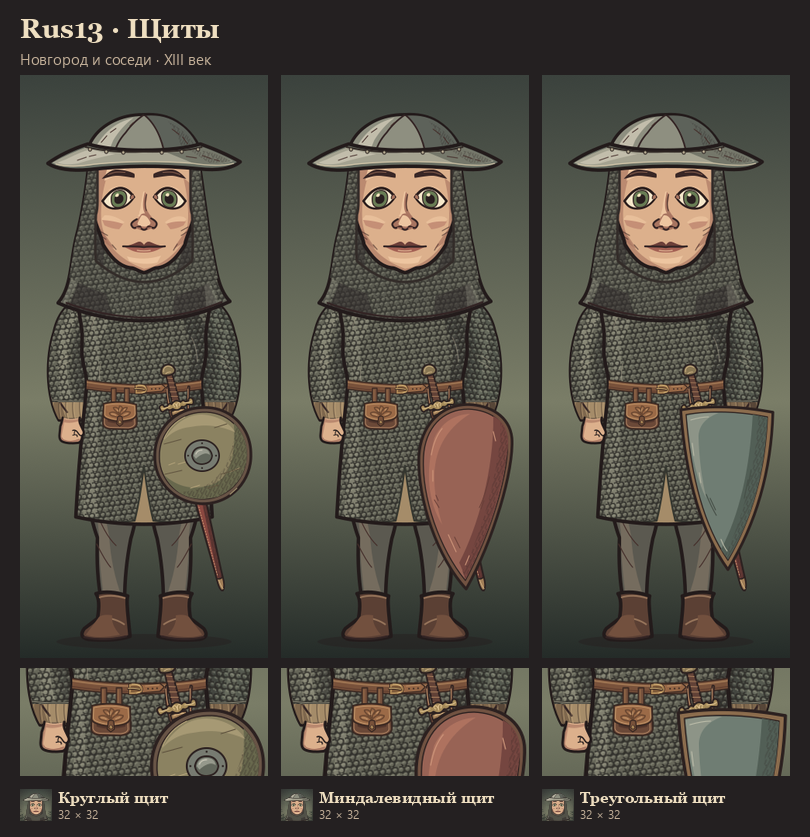 Rus13 · Щиты
Новгород и соседи · XIII век
Круглый щит
32 × 32
Миндалевидный щит
32 × 32
Треугольный щит
32 × 32